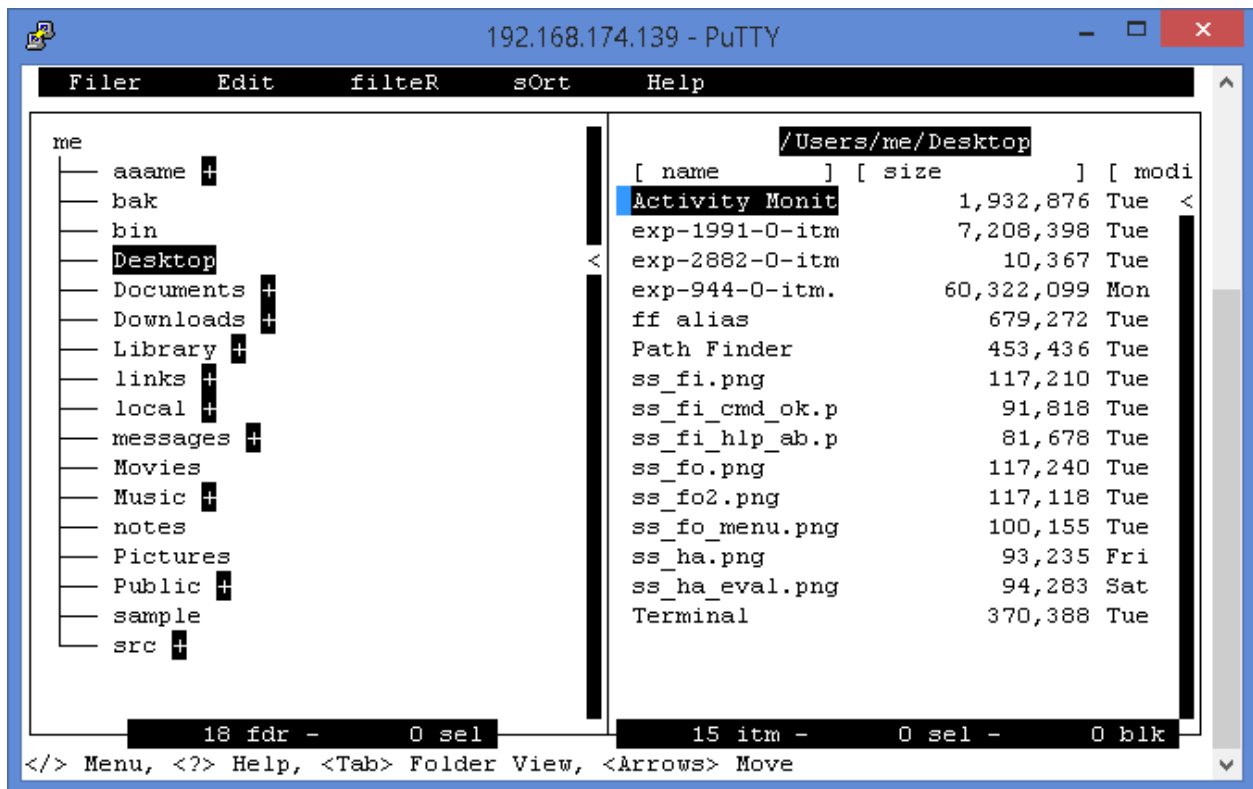 192.168.174.139 - PuTTY
Filer Edit filteR sOrt Help
me
aaame +
bak
bin
Desktop <
Documents +
Downloads +
Library +
links +
local +
messages +
Movies
Music +
notes
Pictures
Public +
sample
src +
18 fdr - 0 sel
/Users/me/Desktop
[ name ] [ size ] [ modi
Activity Monit 1,932,876 Tue <
exp-1991-0-itm 7,208,398 Tue
exp-2882-0-itm 10,367 Tue
exp-944-0-itm. 60,322,099 Mon
ff alias 679,272 Tue
Path Finder 453,436 Tue
ss_fi.png 117,210 Tue
ss_fi_cmd_ok.p 91,818 Tue
ss_fi_hlp_ab.p 81,678 Tue
ss_fo.png 117,240 Tue
ss_fo2.png 117,118 Tue
ss_fo_menu.png 100,155 Tue
ss_ha.png 93,235 Fri
ss_ha_eval.png 94,283 Sat
Terminal 370,388 Tue
15 itm - 0 sel - 0 blk
</> Menu, <?> Help, <Tab> Folder View, <Arrows> Move